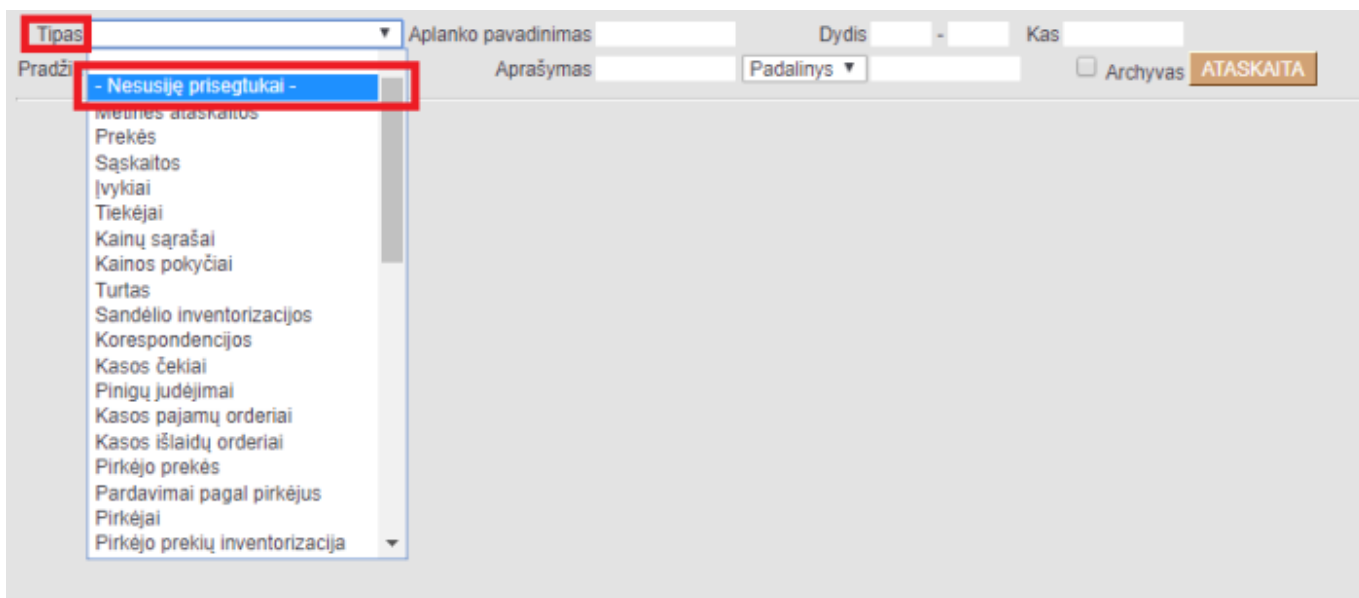 Tipas Aplanko pavadinimas Dydis - Kas
Aprašymas Padalinys Archyvas ATASKAITA
- Nesusiję prisegtukai -
Metinės ataskaitos
Prekės
Sąskaitos
Įvykiai
Tiekėjai
Kainų sąrašai
Kainos pokyčiai
Turtas
Sandėlio inventorizacijos
Korespondencijos
Kasos čekiai
Pinigų judėjimai
Kasos pajamų orderiai
Kasos išlaidų orderiai
Pirkėjo prekės
Pardavimai pagal pirkėjus
Pirkėjai
Pirkėjo prekių inventorizacija